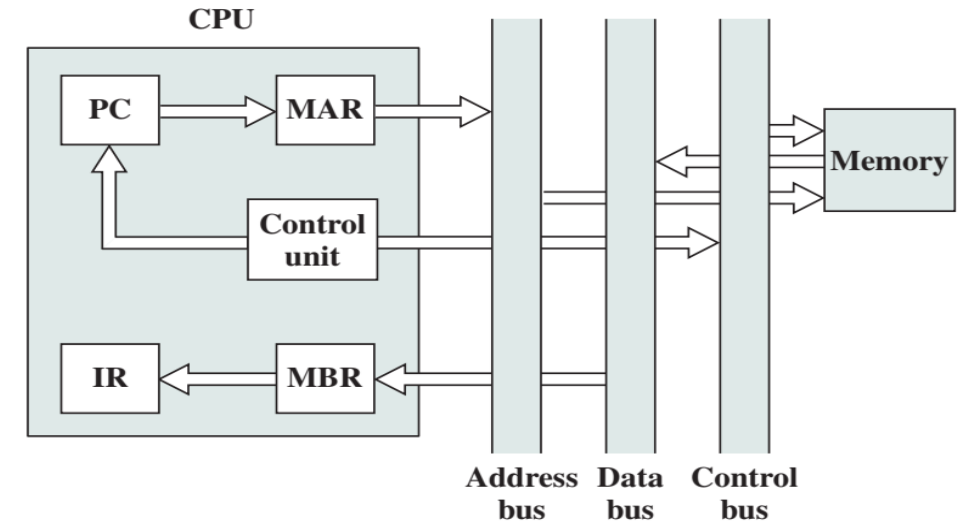 CPU
PC
MAR
Memory
Control
unit
IR
MBR
Address
bus
Data
bus
Control
bus